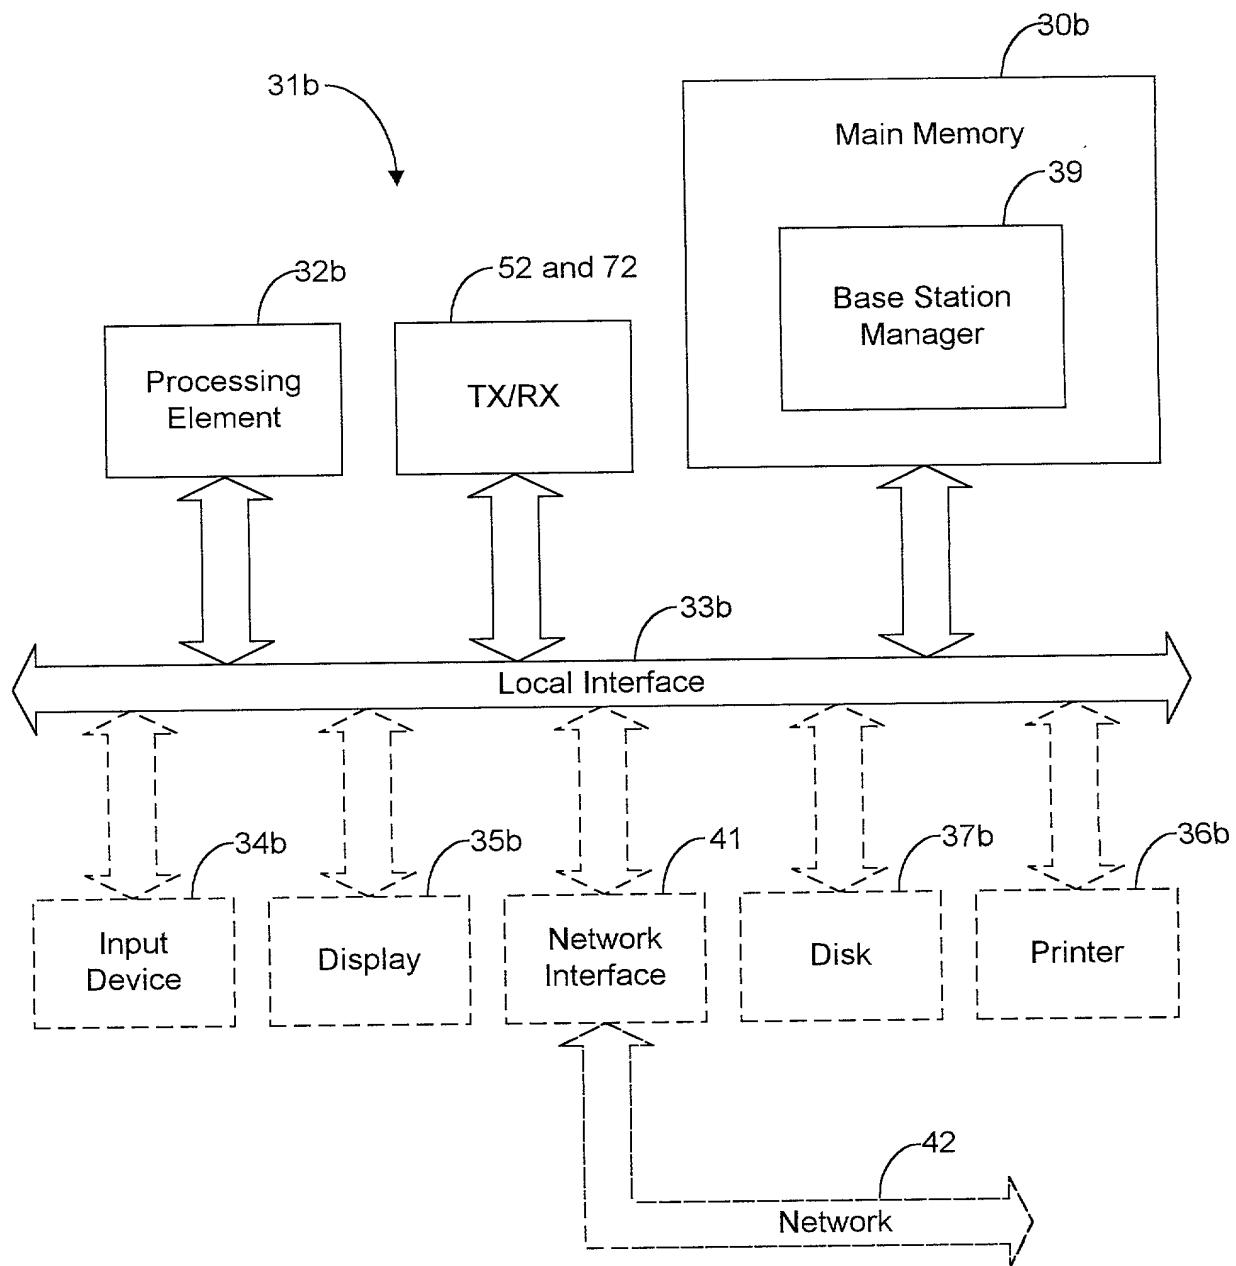 30b
31b
Main Memory
39
32b
52 and 72
Base Station
Manager
Processing
Element
TX/RX
33b
Local Interface
34b
35b
41
37b
36b
Input
Device
Display
Network
Interface
Disk
Printer
42
Network